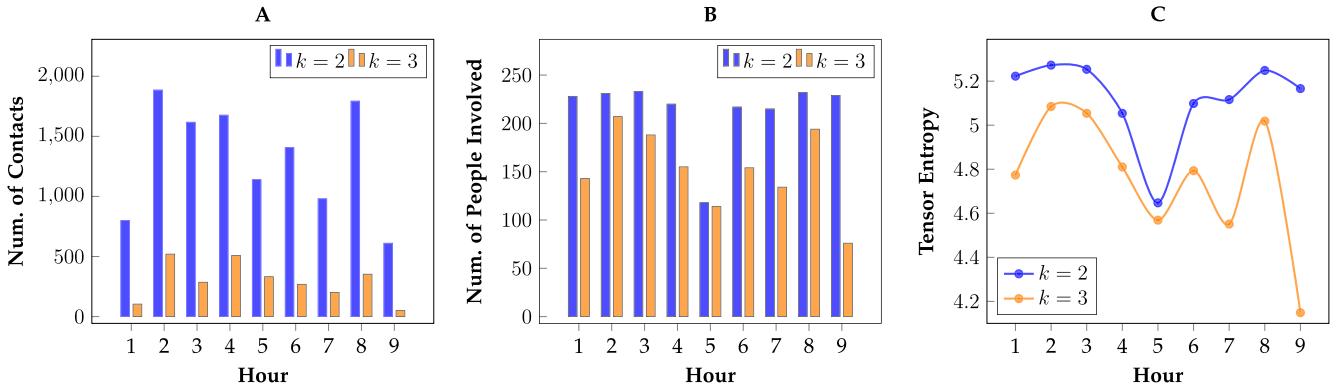 A
Num. of Contacts
2,000
1,500
1,000
500
0
k = 2 k = 3
1 2 3 4 5 6 7 8 9
Hour
B
Num. of People Involved
250
200
150
100
50
0
k = 2 k = 3
1 2 3 4 5 6 7 8 9
Hour
C
Tensor Entropy
5.2
5
4.8
4.6
4.4
4.2
k = 2
k = 3
1 2 3 4 5 6 7 8 9
Hour